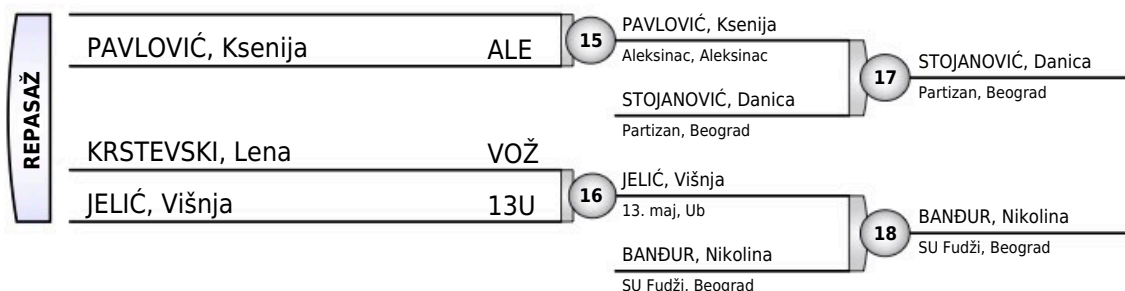 REPASAŽ
PAVLOVIĆ, Ksenija ALE
KRSTEVSKI, Lena VOŽ
JELIĆ, Višnja 13U
15
16
PAVLOVIĆ, Ksenija
Aleksinac, Aleksinac
STOJANOVIĆ, Danica
Partizan, Beograd
JELIĆ, Višnja
13. maj, Ub
BANĐUR, Nikolina
SU Fudži, Beograd
17
18
STOJANOVIĆ, Danica
Partizan, Beograd
BANĐUR, Nikolina
SU Fudži, Beograd